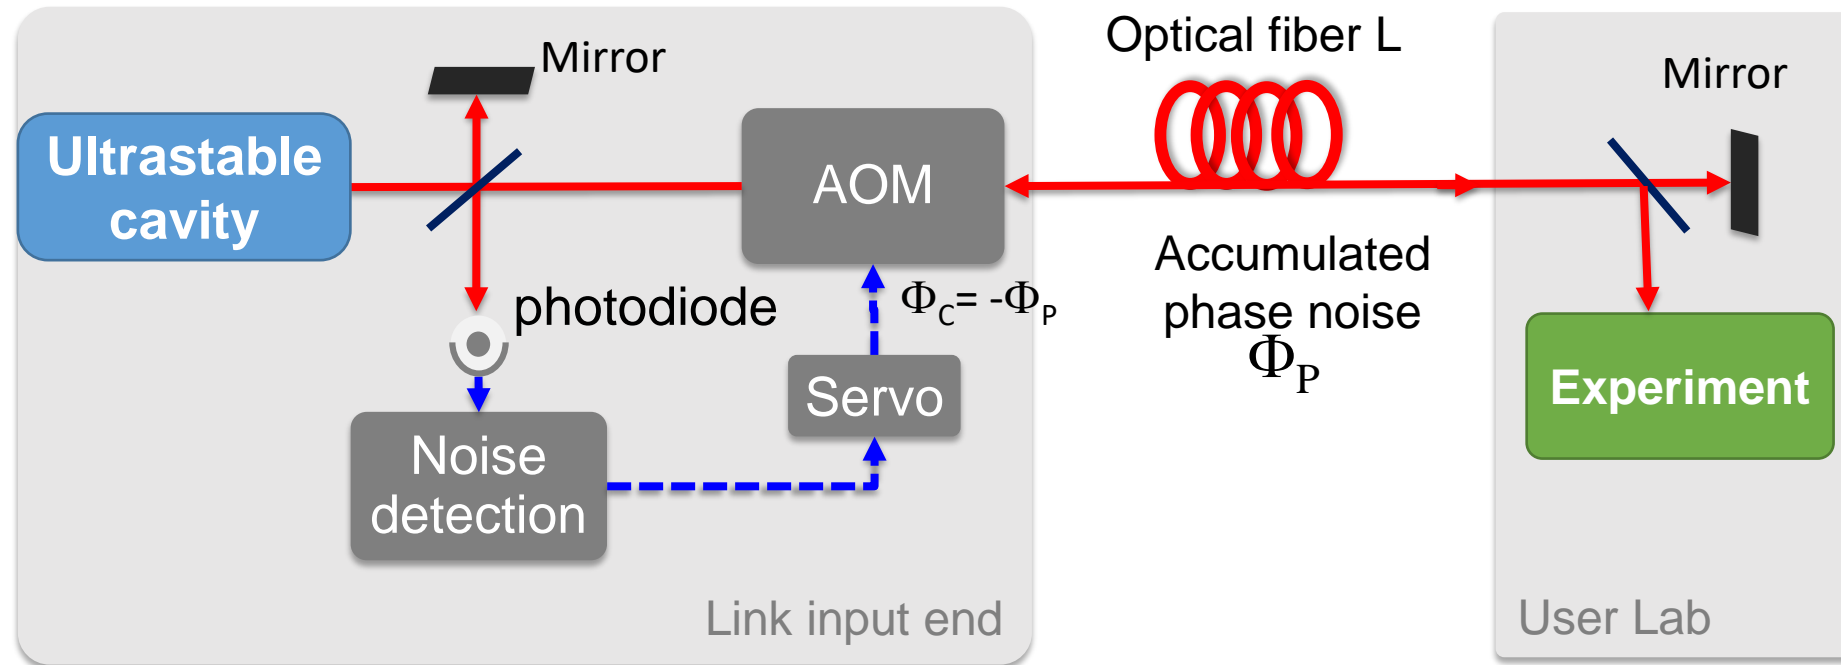 Mirror
Ultrastable
cavity
AOM
photodiode
ΦC= -ΦP
Servo
Noise
detection
Link input end
Optical fiber L
Accumulated
phase noise
ΦP
Mirror
Experiment
User Lab